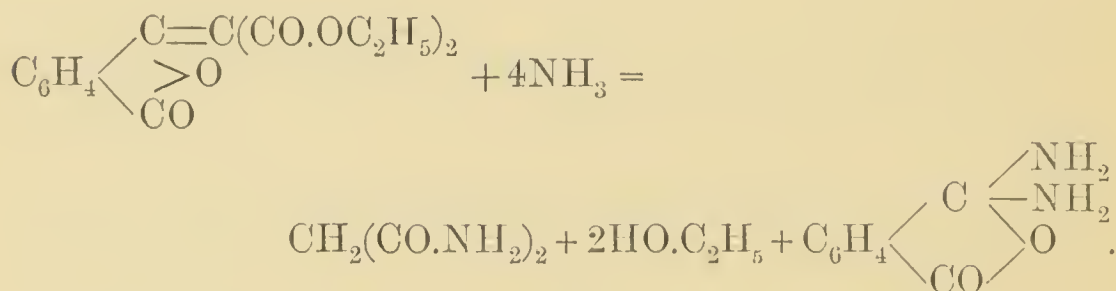 C=C(CO.OC₂H₅)₂
C₆H₄ >O + 4NH₃ =
CO
NH₂
C —NH₂
CH₂(CO.NH₂)₂ + 2HO.C₂H₅ + C₆H₄ O .
CO